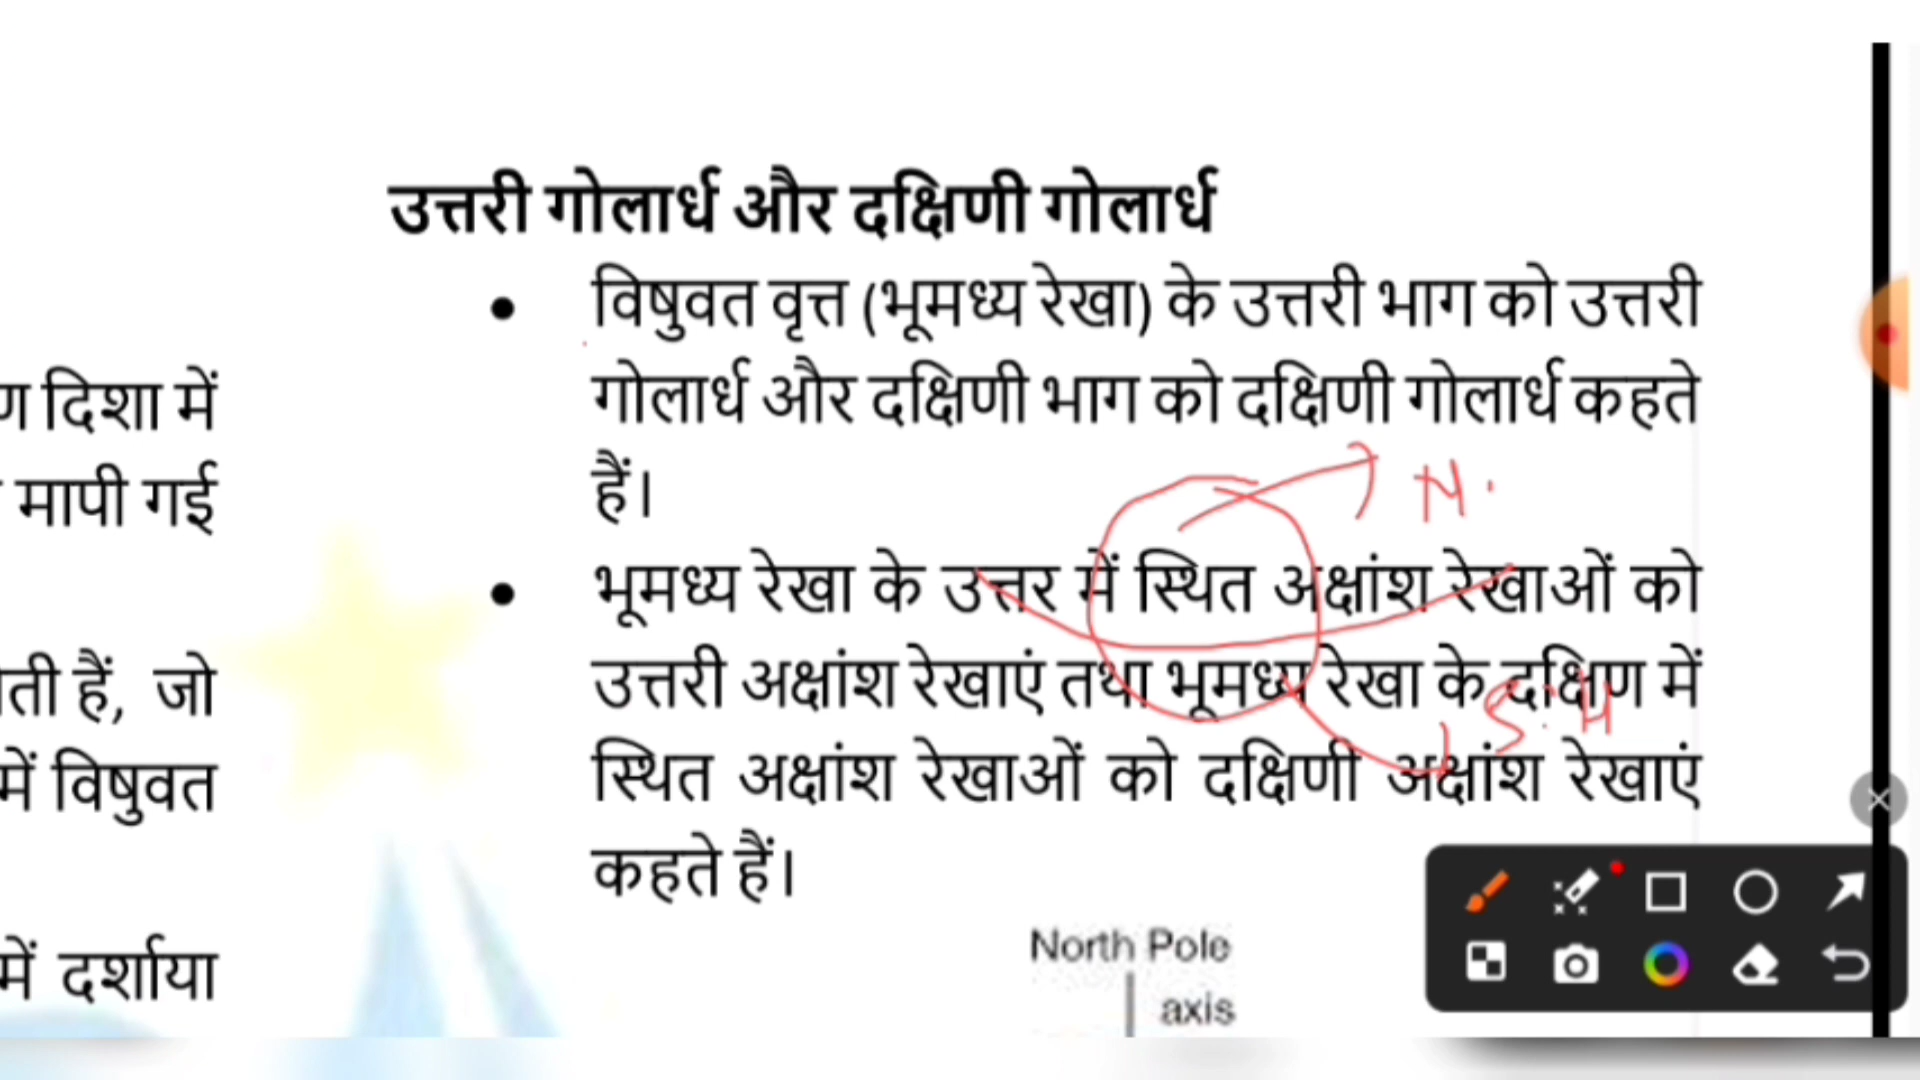 उत्तरी गोलार्ध और दक्षिणी गोलार्ध
• विषुवत वृत्त (भूमध्य रेखा) के उत्तरी भाग को उत्तरी
गोलार्ध और दक्षिणी भाग को दक्षिणी गोलार्ध कहते
हैं।
N.
• भूमध्य रेखा के उत्तर में स्थित अक्षांश रेखाओं को
उत्तरी अक्षांश रेखाएं तथा भूमध्य रेखा के दक्षिण में
S.H
स्थित अक्षांश रेखाओं को दक्षिणी अक्षांश रेखाएं
कहते हैं।
North Pole
axis
ण दिशा में
मापी गई
ती हैं, जो
में विषुवत
में दर्शाया